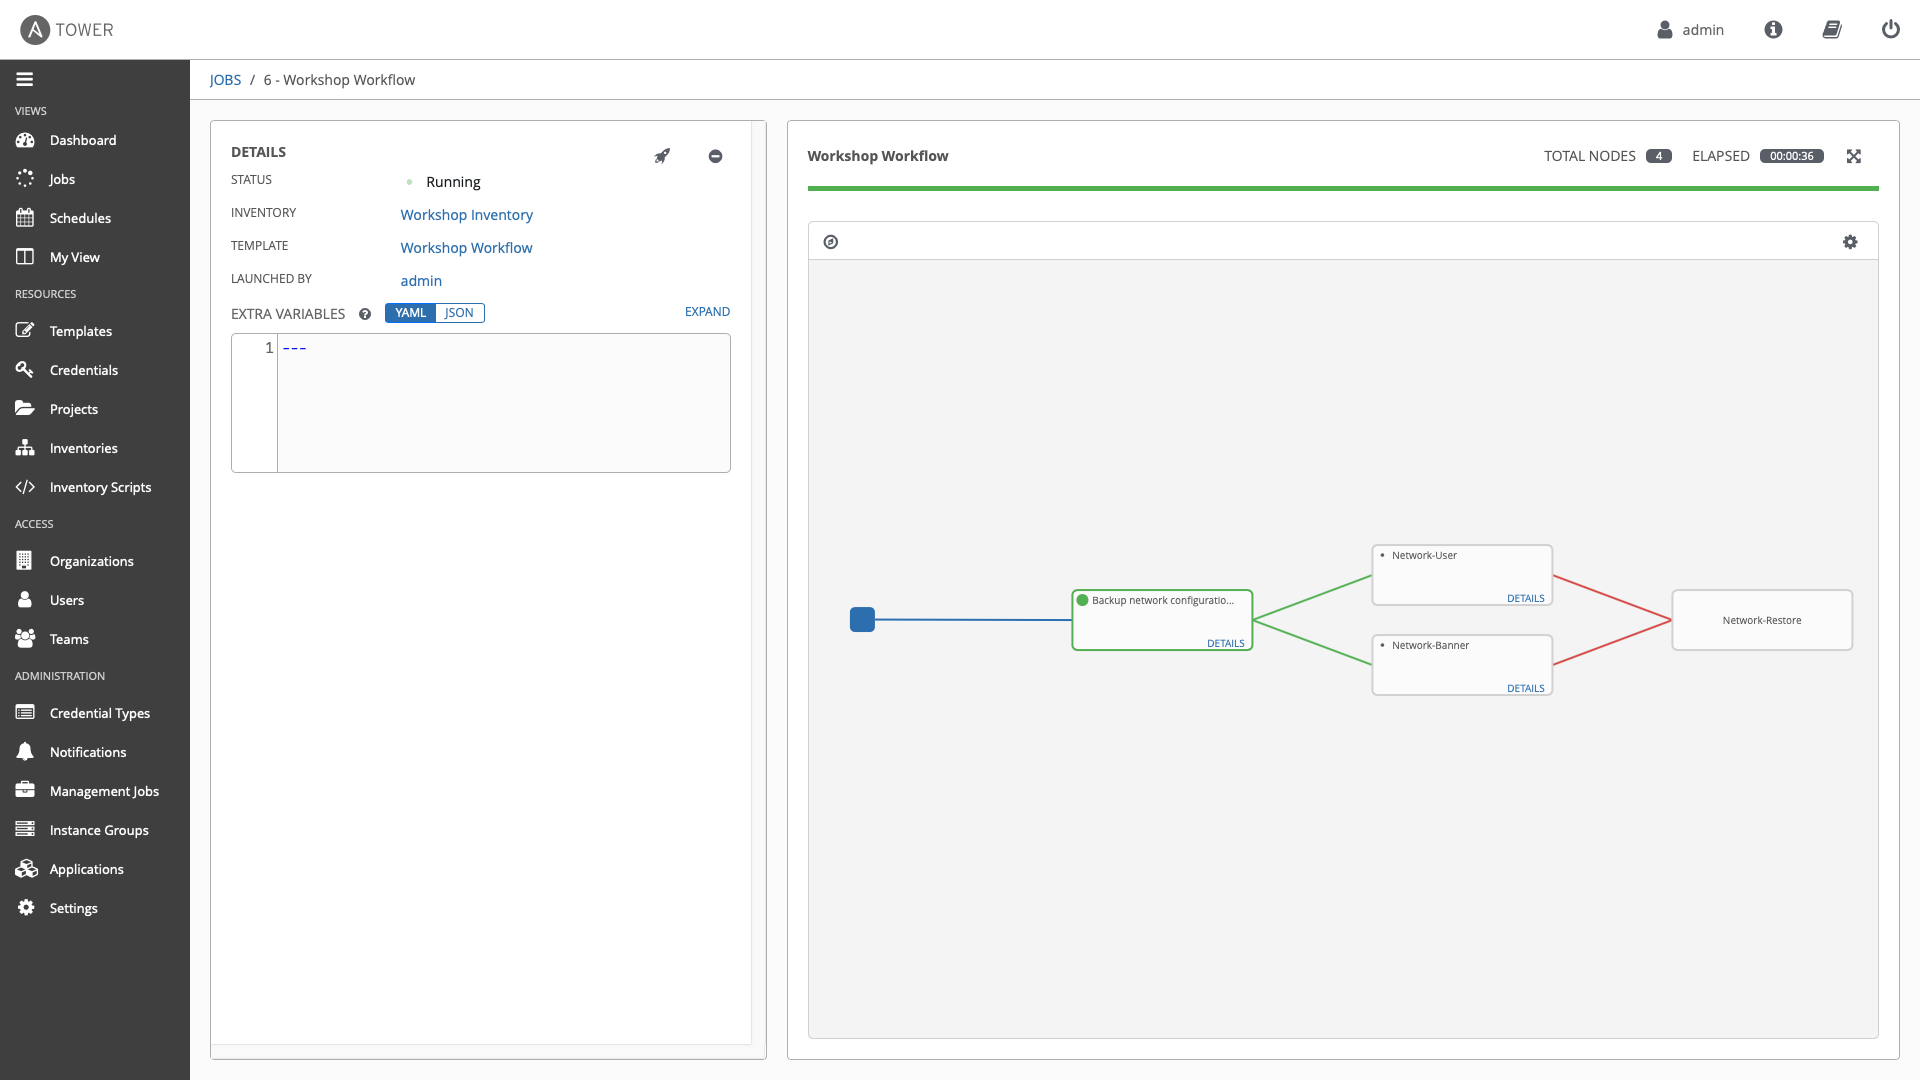 TOWER
admin
VIEWS
Dashboard
Jobs
Schedules
My View
RESOURCES
Templates
Credentials
Projects
Inventories
Inventory Scripts
ACCESS
Organizations
Users
Teams
ADMINISTRATION
Credential Types
Notifications
Management Jobs
Instance Groups
Applications
Settings
JOBS / 6 - Workshop Workflow
DETAILS
STATUS Running
INVENTORY Workshop Inventory
TEMPLATE Workshop Workflow
LAUNCHED BY admin
EXTRA VARIABLES ? YAML JSON EXPAND
1 ---
Workshop Workflow TOTAL NODES 4 ELAPSED 00:00:36
Backup network configuratio...
DETAILS
Network-User
DETAILS
Network-Banner
DETAILS
Network-Restore